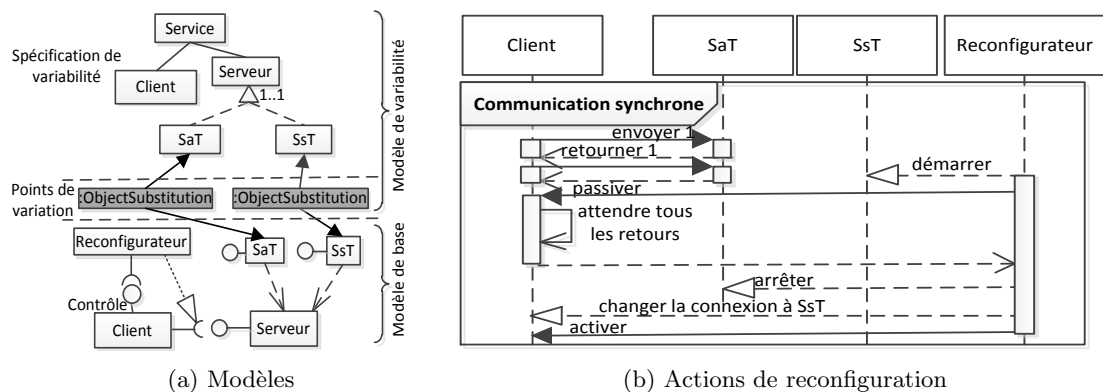 Service
Spécification de
variabilité
Client
Serveur
1..1
SaT
SsT
Modèle de variabilité
Points de
variation
:ObjectSubstitution
:ObjectSubstitution
Reconfigurateur
SaT
SsT
Modèle de base
Contrôle
Client
Serveur
(a) Modèles
Client
SaT
SsT
Reconfigurateur
Communication synchrone
envoyer 1
retourner 1
démarrer
passiver
attendre tous
les retours
arrêter
changer la connexion à SsT
activer
(b) Actions de reconfiguration